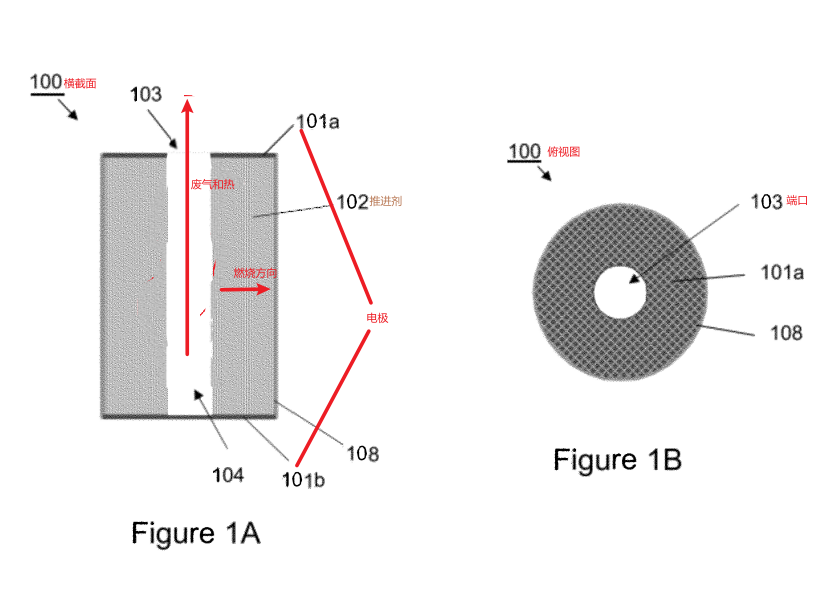 100 横截面
103
101a
废气和热
102 推进剂
燃烧方向
电极
104
108
101b
Figure 1A
100 俯视图
103 端口
101a
108
Figure 1B